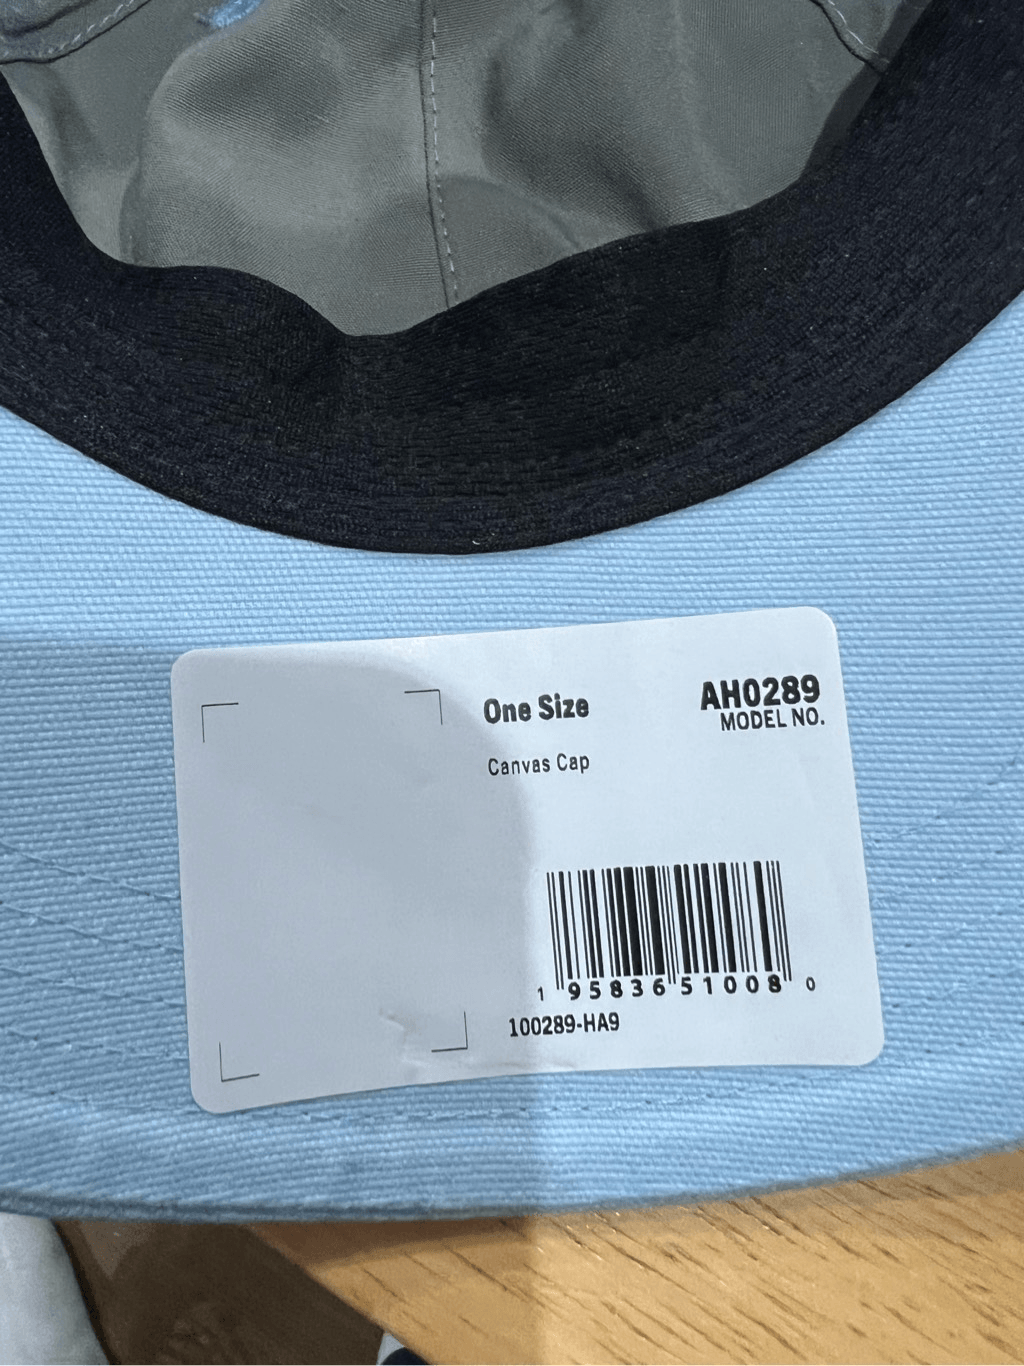 One Size
AH0289
MODEL NO.
Canvas Cap
1 95836 51008 0
100289-HA9